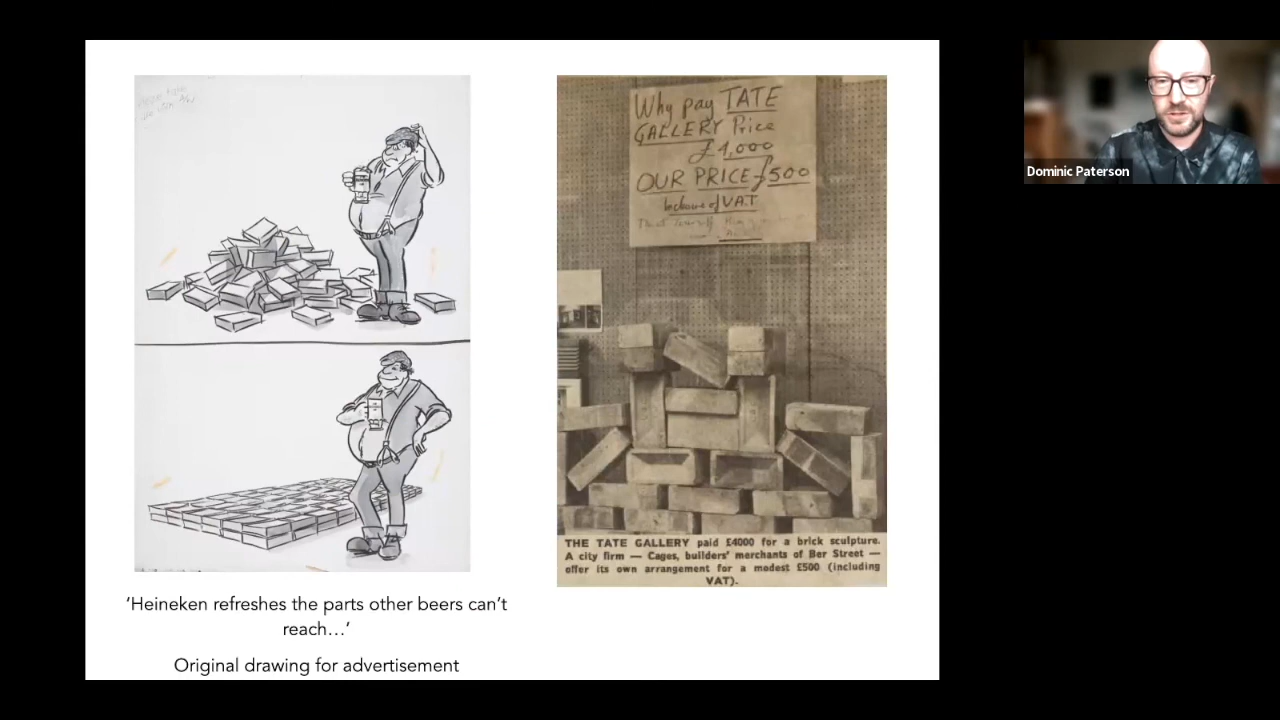 Why pay TATE
GALLERY Price
£4,000
OUR PRICE £500
Inclusive of VAT
THE TATE GALLERY paid £4000 for a brick sculpture.
A city firm — Cages, builders' merchants of Ber Street —
offer its own arrangement for a modest £500 (including
VAT).
'Heineken refreshes the parts other beers can't
reach...'
Original drawing for advertisement
Dominic Paterson